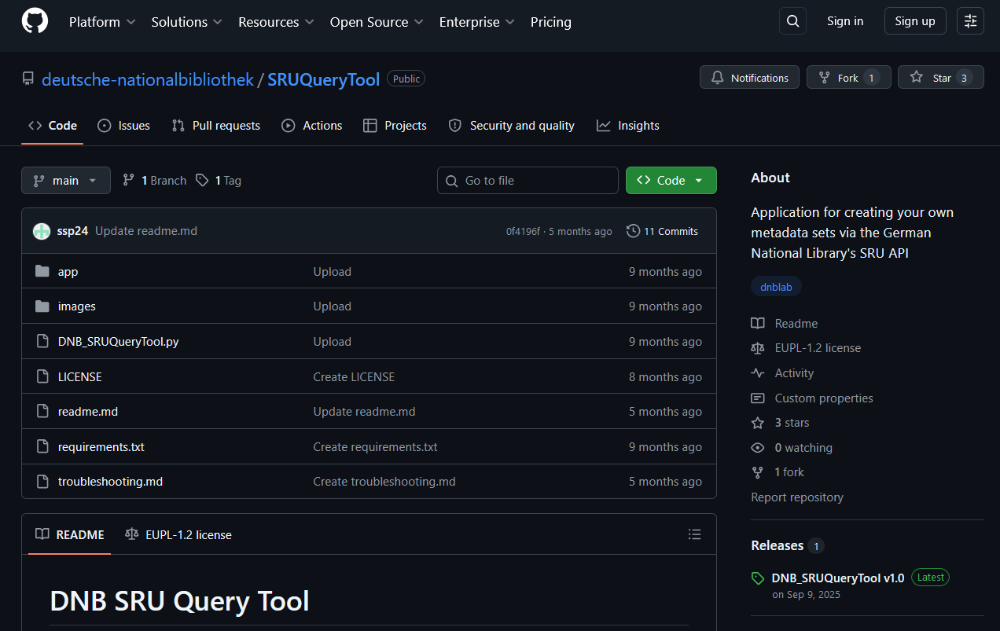 Platform Solutions Resources Open Source Enterprise Pricing Sign in Sign up
deutsche-nationalbibliothek / SRUQueryTool Public Notifications Fork 1 Star 3
Code Issues Pull requests Actions Projects Security and quality Insights
main 1 Branch 1 Tag Go to file Code
ssp24 Update readme.md 0f4196f · 5 months ago 11 Commits
app Upload 9 months ago
images Upload 9 months ago
DNB_SRUQueryTool.py Upload 9 months ago
LICENSE Create LICENSE 8 months ago
readme.md Update readme.md 5 months ago
requirements.txt Create requirements.txt 9 months ago
troubleshooting.md Create troubleshooting.md 5 months ago
README EUPL-1.2 license
DNB SRU Query Tool
About
Application for creating your own
metadata sets via the German
National Library's SRU API
dnblab
Readme
EUPL-1.2 license
Activity
Custom properties
3 stars
0 watching
1 fork
Report repository
Releases 1
DNB_SRUQueryTool v1.0 Latest
on Sep 9, 2025